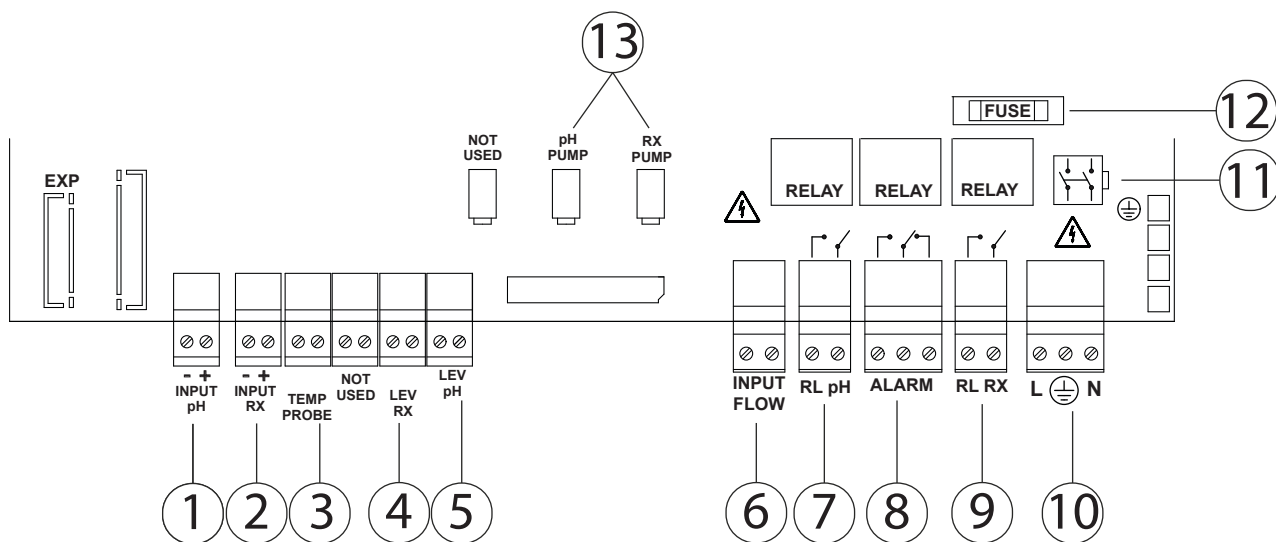 13
12
FUSE
NOT
USED
pH
PUMP
RX
PUMP
11
EXP
RELAY
RELAY
RELAY
- +
INPUT
pH
- +
INPUT
RX
TEMP
PROBE
NOT
USED
LEV
RX
LEV
pH
INPUT
FLOW
RL pH
ALARM
RL RX
L N
1
2
3
4
5
6
7
8
9
10